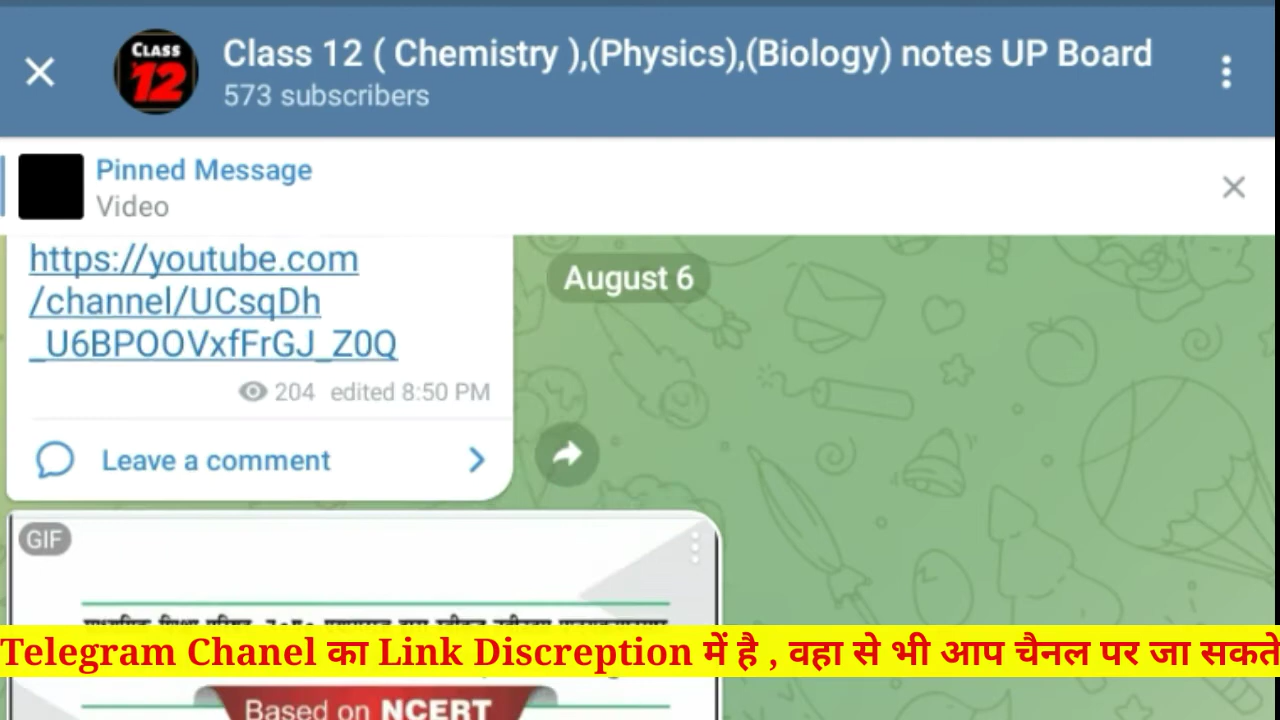 CLASS
12
Class 12 ( Chemistry ),(Physics),(Biology) notes UP Board
573 subscribers
Pinned Message
Video
https://youtube.com
/channel/UCsqDh
_U6BPOOVxfFrGJ_Z0Q
August 6
204 edited 8:50 PM
Leave a comment
GIF
Telegram Chanel का Link Discreption में है , वहा से भी आप चैनल पर जा सकते
Based on NCERT